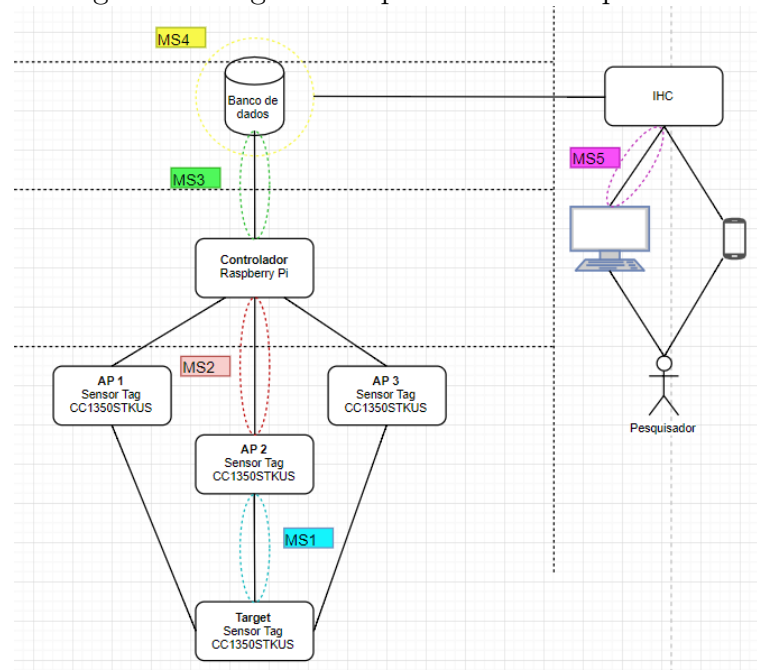 MS4
Banco de
dados
IHC
MS3
MS5
Controlador
Raspberry Pi
MS2
AP 1
Sensor Tag
CC1350STKUS
AP 3
Sensor Tag
CC1350STKUS
AP 2
Sensor Tag
CC1350STKUS
Pesquisador
MS1
Target
Sensor Tag
CC1350STKUS